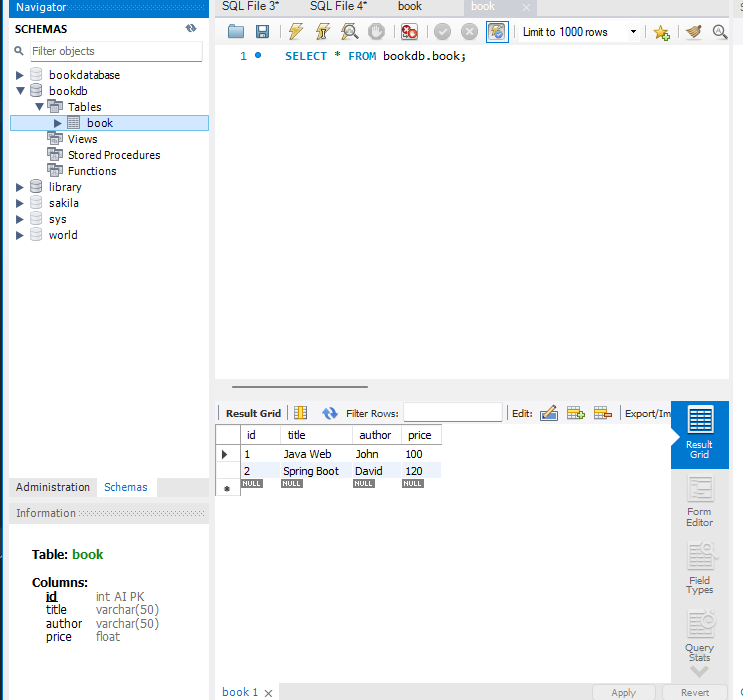 Navigator
SCHEMAS
Filter objects
bookdatabase
bookdb
Tables
book
Views
Stored Procedures
Functions
library
sakila
sys
world
Administration Schemas
Information
Table: book
Columns:
id int AI PK
title varchar(50)
author varchar(50)
price float
SQL File 3* SQL File 4* book book
Limit to 1000 rows
1 SELECT * FROM bookdb.book;
Result Grid Filter Rows: Edit: Export/Im
id title author price
1 Java Web John 100
2 Spring Boot David 120
NULL NULL NULL NULL
Result
Grid
Form
Editor
Field
Types
Query
Stats
book 1
Apply Revert